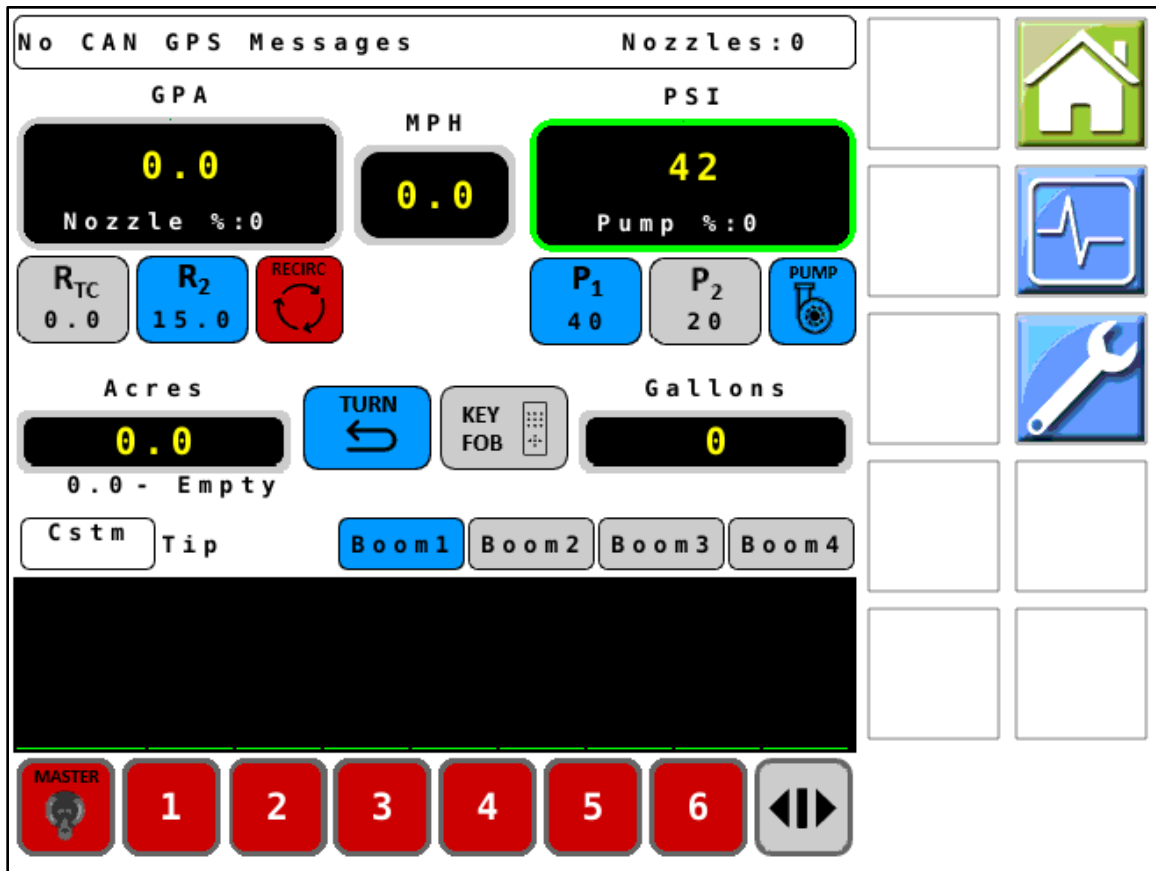 No CAN GPS Messages Nozzles:0
GPA
MPH
PSI
0.0
Nozzle %:0
0.0
42
Pump %:0
RTC
0.0
R2
15.0
RECIRC
P1
40
P2
20
PUMP
Acres
Gallons
0.0
TURN
KEY
FOB
0
0.0- Empty
Cstm
Tip
Boom1
Boom2
Boom3
Boom4
MASTER
1
2
3
4
5
6